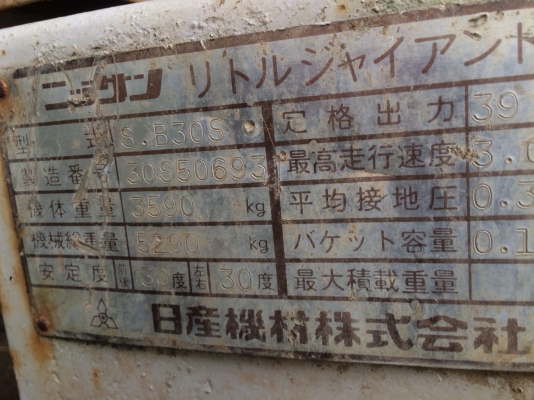 ニッサン リトルジャイアント
型式 S.B30S 定格出力 39
製造番号 30S50693 最高走行速度 3.
機体重量 3590 kg 平均接地圧 0.3
機械総重量 5290 kg バケット容量 0.1
安定度 前後 30度 左右 30度 最大積載重量
日産機材株式会社